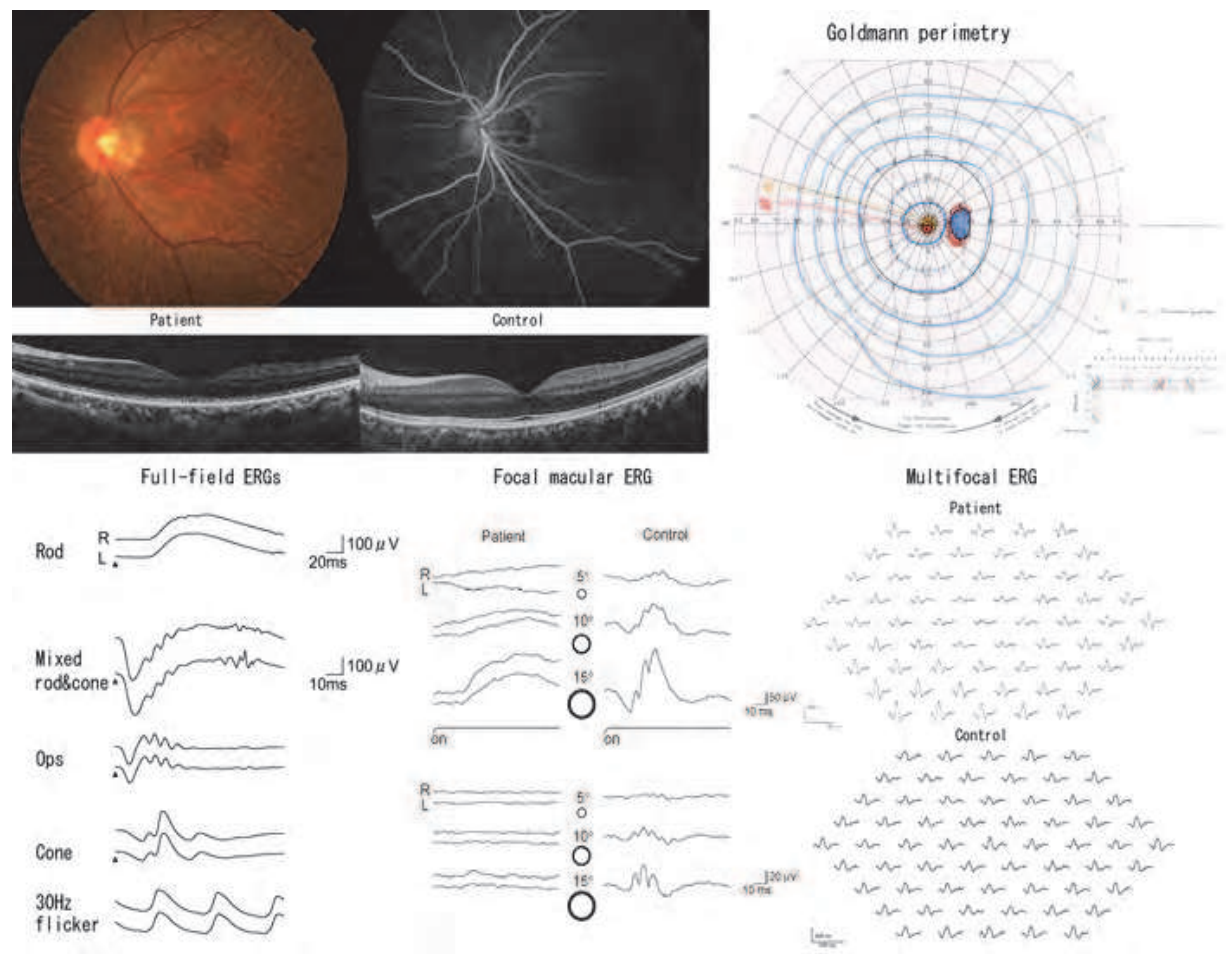 Goldmann perimetry
Patient
Control
Full-field ERGs
Rod
R
L
100 μV
20ms
Mixed
rod&cone
100 μV
10ms
Ops
Cone
30Hz
flicker
Focal macular ERG
Patient
Control
R
L
5°
10°
15°
50 μV
10 ms
on
on
R
L
5°
10°
15°
20 μV
10 ms
Multifocal ERG
Patient
Control